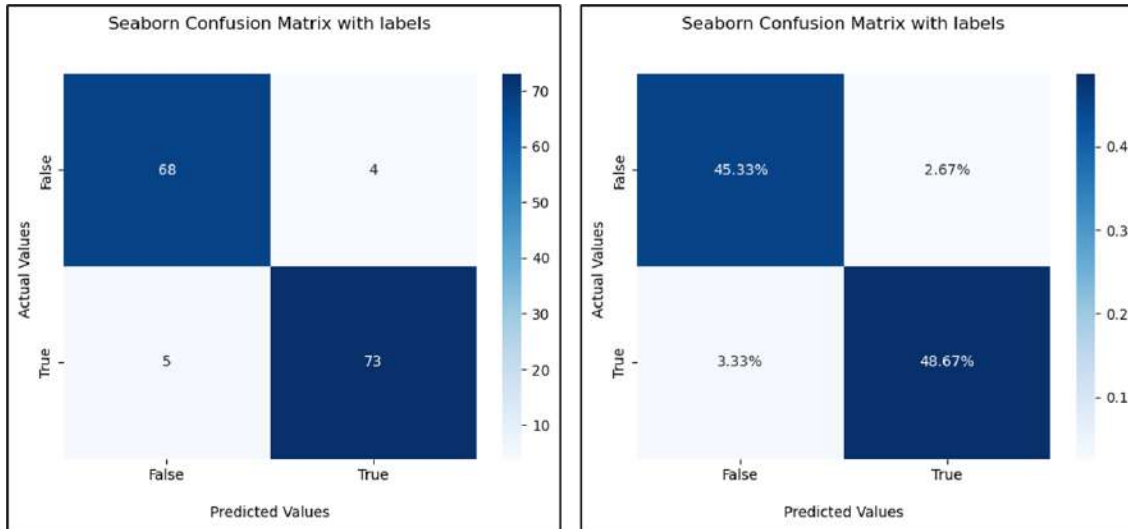 Seaborn Confusion Matrix with labels
70
60
50
40
30
20
10
False
True
Actual Values
68
4
5
73
False
True
Predicted Values
Seaborn Confusion Matrix with labels
0.4
0.3
0.2
0.1
False
True
Actual Values
45.33%
2.67%
3.33%
48.67%
False
True
Predicted Values